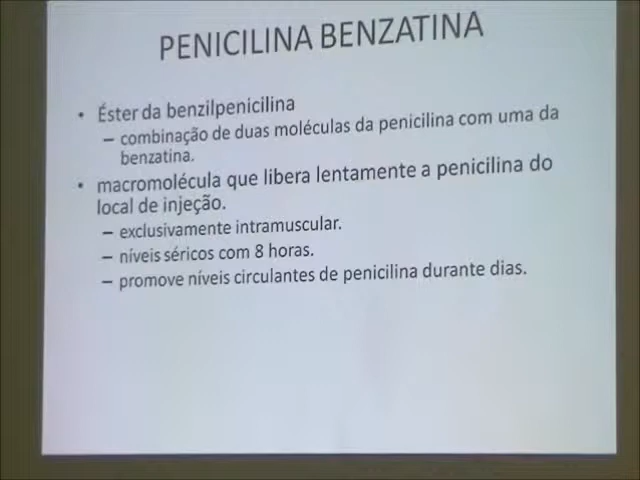 PENICILINA BENZATINA
• Éster da benzilpenicilina
– combinação de duas moléculas da penicilina com uma da
benzatina.
• macromolécula que libera lentamente a penicilina do
local de injeção.
– exclusivamente intramuscular.
– níveis séricos com 8 horas.
– promove níveis circulantes de penicilina durante dias.